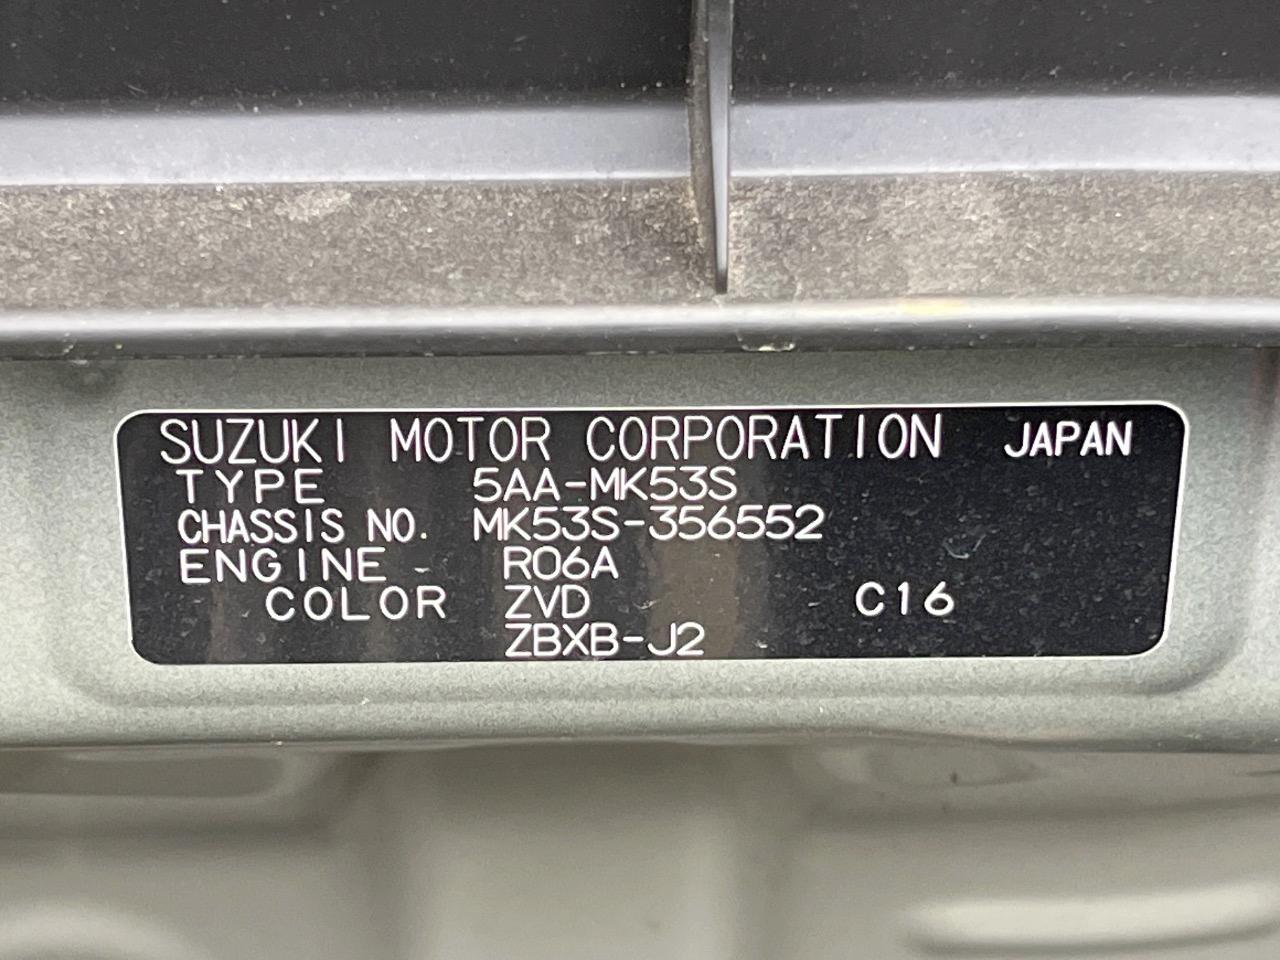 SUZUKI MOTOR CORPORATION JAPAN
TYPE 5AA-MK53S
CHASSIS NO. MK53S-356552
ENGINE R06A
COLOR ZVD C16
ZBXB-J2